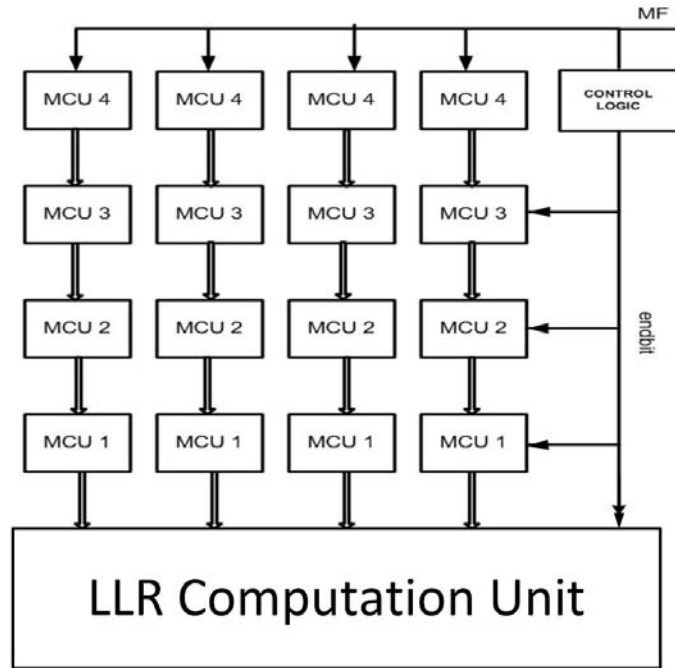 MF
MCU 4 MCU 4 MCU 4 MCU 4 CONTROL
LOGIC
MCU 3 MCU 3 MCU 3 MCU 3
MCU 2 MCU 2 MCU 2 MCU 2
endbit
MCU 1 MCU 1 MCU 1 MCU 1
LLR Computation Unit